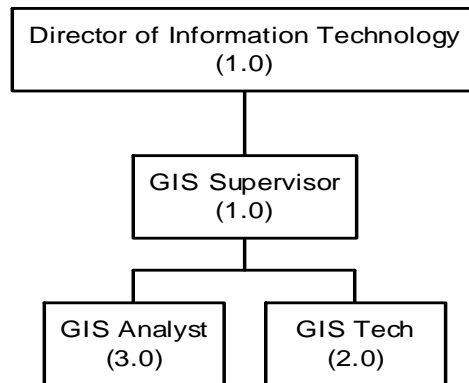 Director of Information Technology
(1.0)
GIS Supervisor
(1.0)
GIS Analyst
(3.0)
GIS Tech
(2.0)